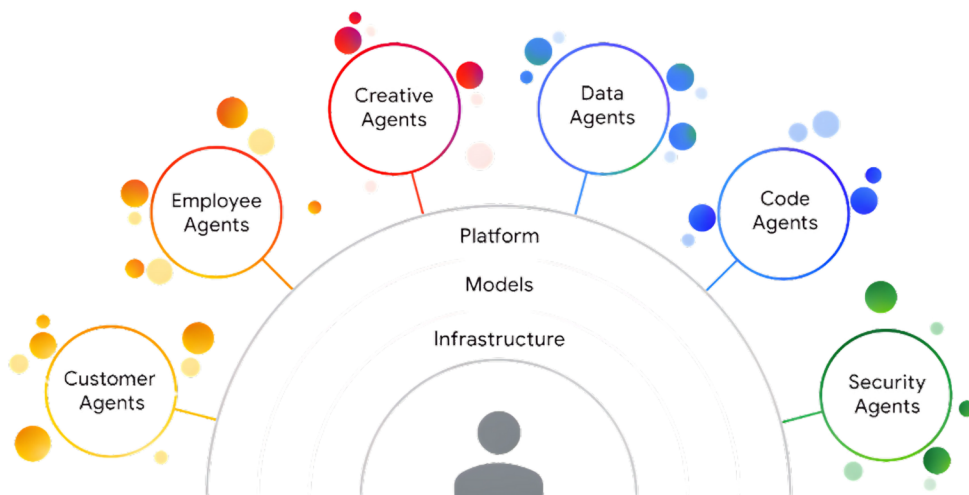 Creative
Agents
Data
Agents
Employee
Agents
Code
Agents
Platform
Models
Infrastructure
Customer
Agents
Security
Agents